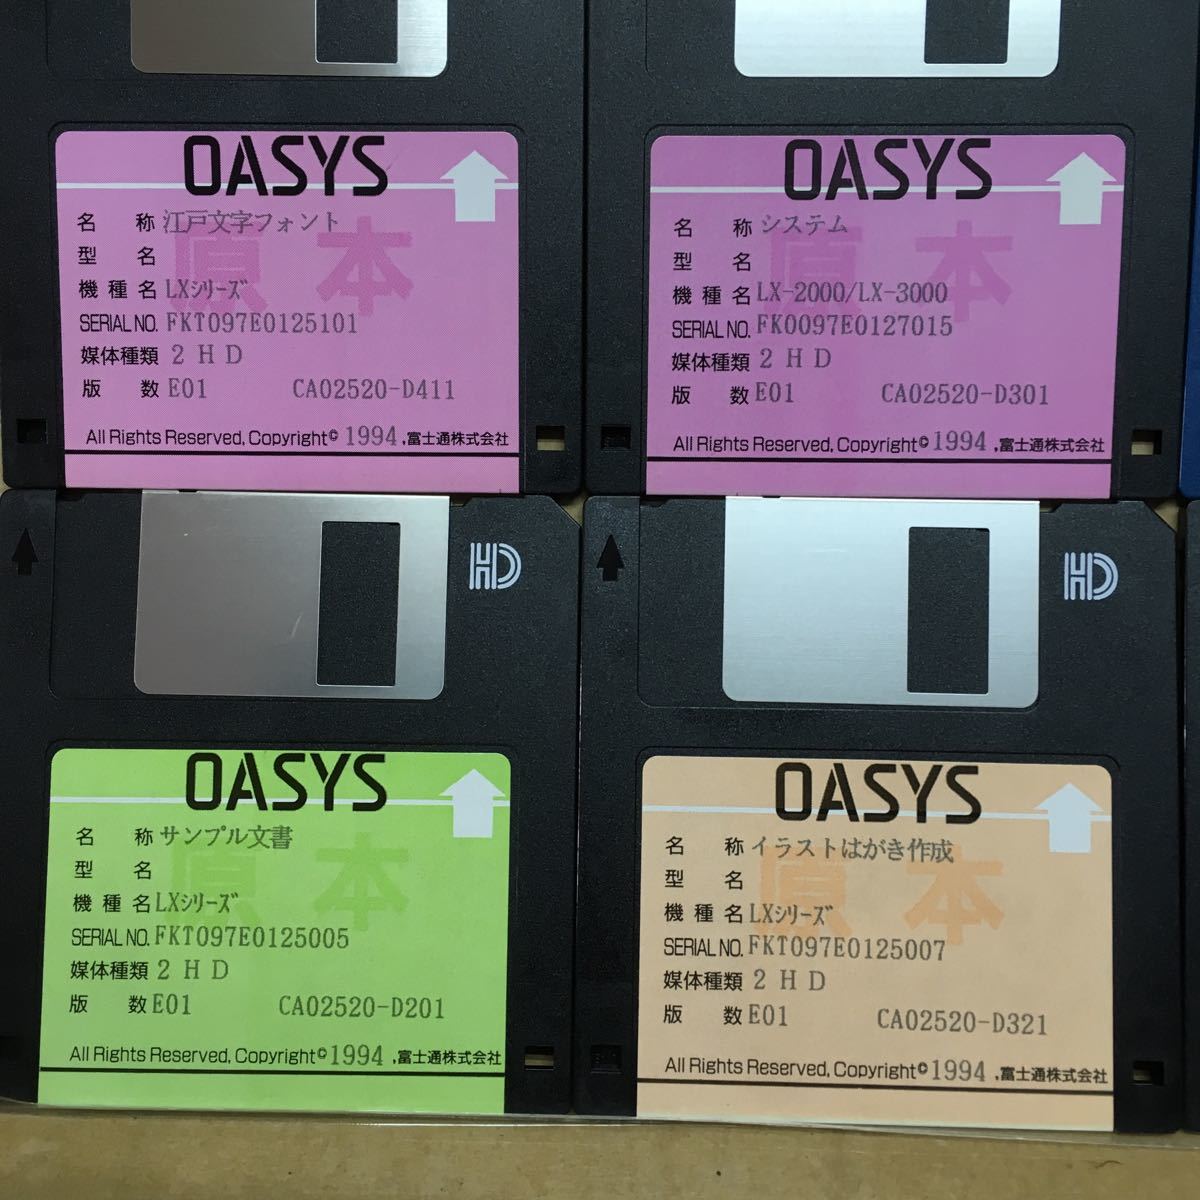 OASYS
原本
名 称 江戸文字フォント
型 名
機種名 LXシリーズ
SERIAL NO. FKT097E0125101
媒体種類 2HD
版 数 E01 CA02520-D411
All Rights Reserved, Copyright© 1994 ,富士通株式会社
OASYS
原本
名 称 システム
型 名
機種名 LX-2000/LX-3000
SERIAL NO. FK0097E0127015
媒体種類 2HD
版 数 E01 CA02520-D301
All Rights Reserved, Copyright© 1994 ,富士通株式会社
HD
OASYS
原本
名 称 サンプル文書
型 名
機種名 LXシリーズ
SERIAL NO. FKT097E0125005
媒体種類 2HD
版 数 E01 CA02520-D201
All Rights Reserved, Copyright© 1994 ,富士通株式会社
HD
OASYS
原本
名 称 イラストはがき作成
型 名
機種名 LXシリーズ
SERIAL NO. FKT097E0125007
媒体種類 2HD
版 数 E01 CA02520-D321
All Rights Reserved, Copyright© 1994 ,富士通株式会社